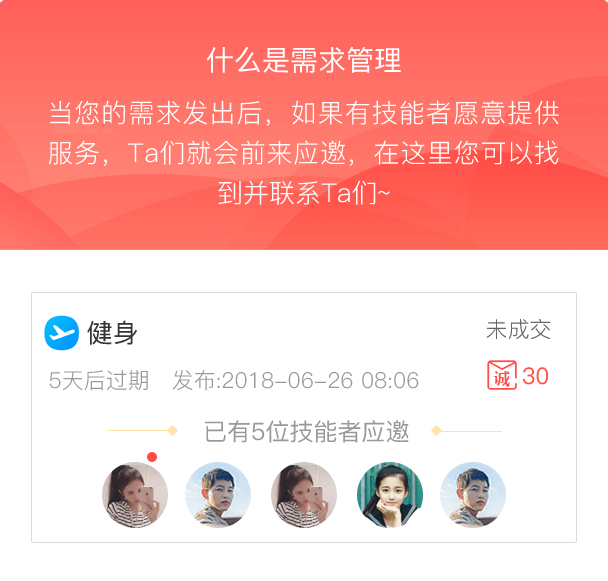 什么是需求管理
当您的需求发出后，如果有技能者愿意提供
服务，Ta们就会前来应邀，在这里您可以找
到并联系Ta们~
健身
未成交
5天后过期 发布:2018-06-26 08:06
诚 30
已有5位技能者应邀